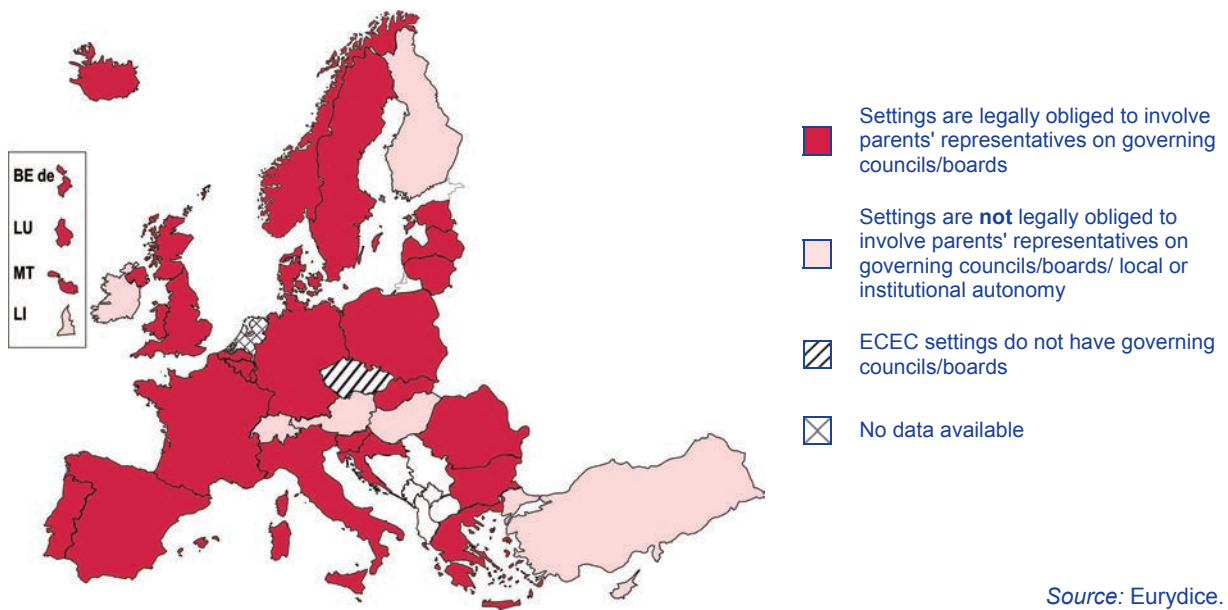 BE de
LU
MT
LI
Settings are legally obliged to involve
parents' representatives on governing
councils/boards
Settings are not legally obliged to
involve parents' representatives on
governing councils/boards/ local or
institutional autonomy
ECEC settings do not have governing
councils/boards
No data available
Source: Eurydice.